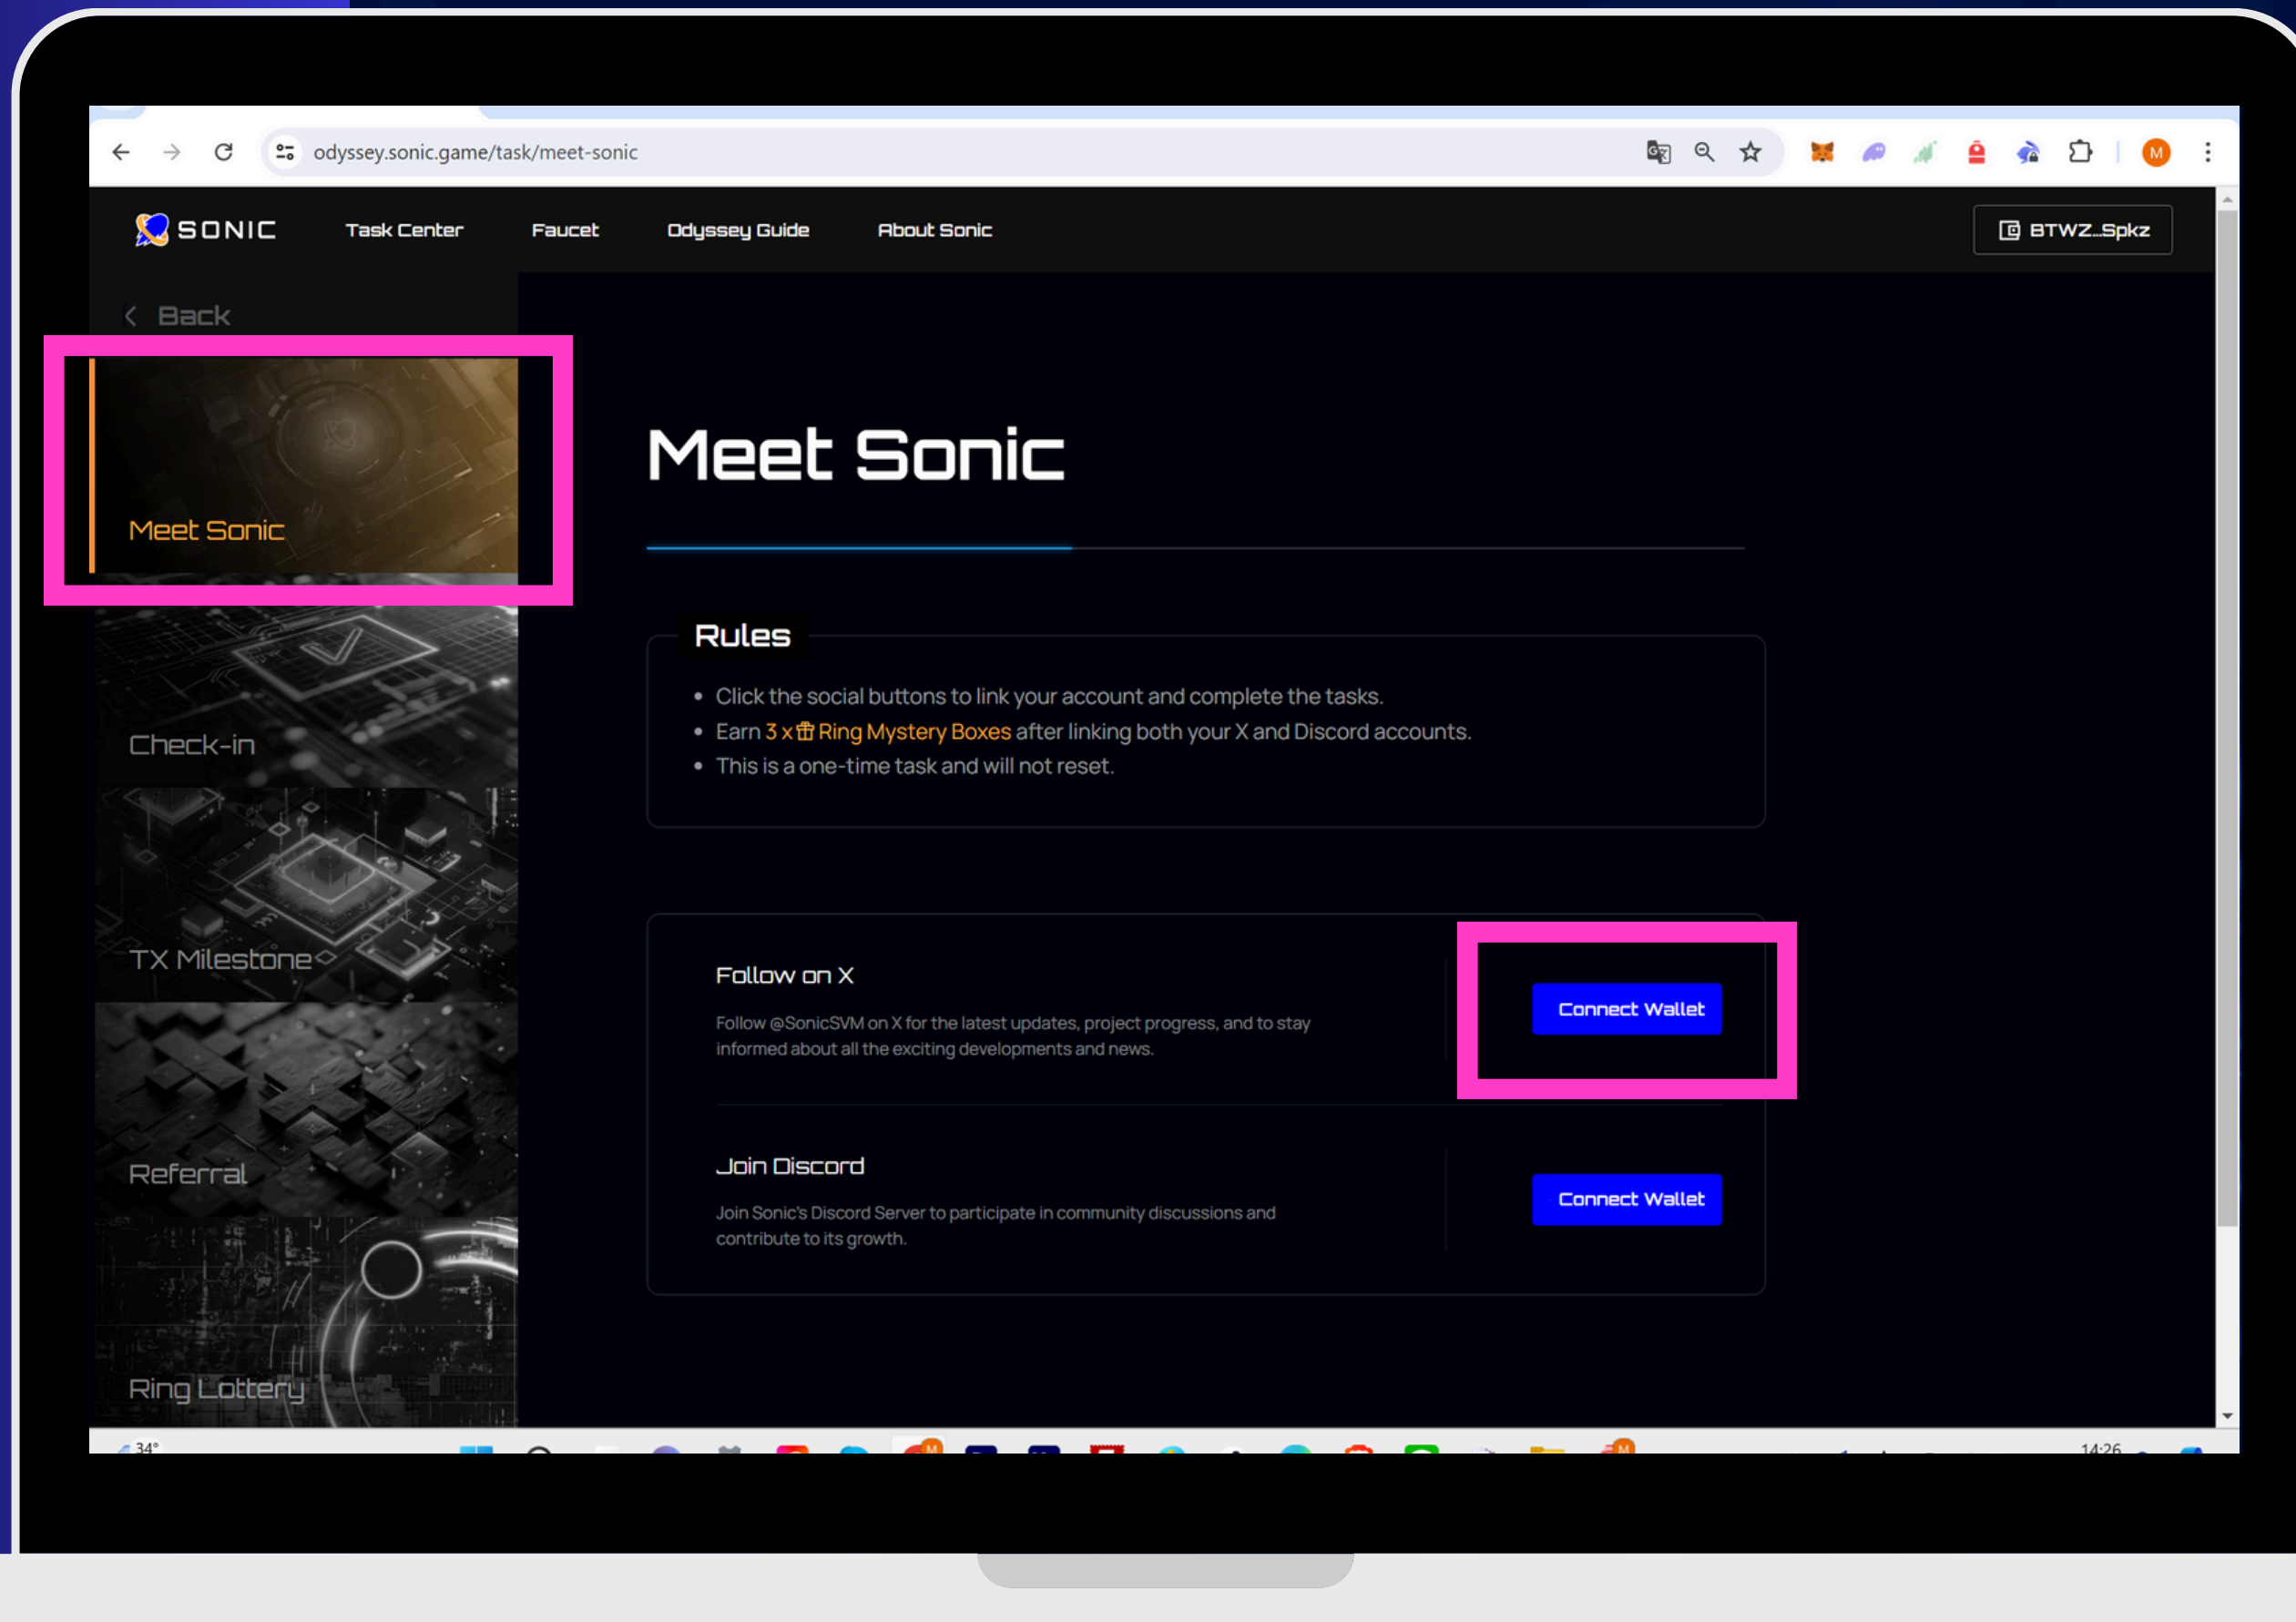 odyssey.sonic.game/task/meet-sonic
M
SONIC
Task Center
Faucet
Odyssey Guide
About Sonic
BTWZ...Spkz
Back
Meet Sonic
Check-in
TX Milestone
Referral
Ring Lottery
Meet Sonic
Rules
• Click the social buttons to link your account and complete the tasks.
• Earn 3 x Ring Mystery Boxes after linking both your X and Discord accounts.
• This is a one-time task and will not reset.
Follow on X
Follow @SonicSVM on X for the latest updates, project progress, and to stay
informed about all the exciting developments and news.
Connect Wallet
Join Discord
Join Sonic's Discord Server to participate in community discussions and
contribute to its growth.
Connect Wallet
34°
M
M
14:26